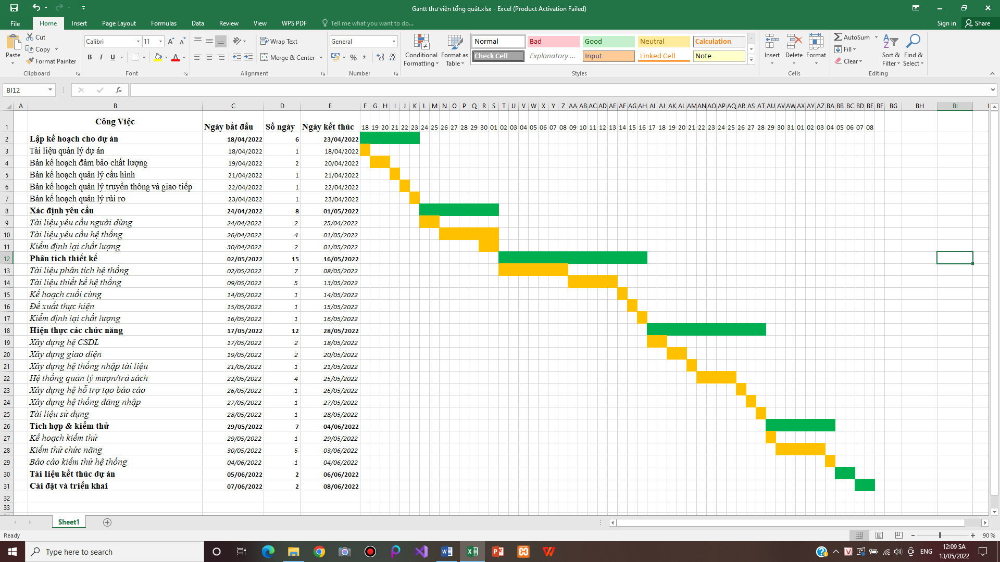 Gantt thư viện tổng quát.xlsx - Excel (Product Activation Failed)
File Home Insert Page Layout Formulas Data Review View WPS PDF Tell me what you want to do... Sign in Share
Paste Cut Copy Format Painter Clipboard
Calibri 11 B I U A Font
Wrap Text Merge & Center Alignment
General % , Number
Conditional Formatting Format as Table
Normal Bad Good Neutral Calculation
Check Cell Explanatory ... Input Linked Cell Note
Styles
Insert Delete Format Cells
AutoSum Fill Clear Sort & Filter Find & Select Editing
BI12 fx
A B C D E F G H I J K L M N O P Q R S T U V W X Y Z AA AB AC AD AE AF AG AH AI AJ AK AL AM AN AO AP AQ AR AS AT AU AV AW AX AY AZ BA BB BC BD BE BF BG BH BI
1 Công Việc Ngày bắt đầu Số ngày Ngày kết thúc 18 19 20 21 22 23 24 25 26 27 28 29 30 01 02 03 04 05 06 07 08 09 10 11 12 13 14 15 16 17 18 19 20 21 22 23 24 25 26 27 28 29 30 31 01 02 03 04 05 06 07 08
2 Lập kế hoạch cho dự án 18/04/2022 6 23/04/2022
3 Tài liệu quản lý dự án 18/04/2022 1 18/04/2022
4 Bản kế hoạch đảm bảo chất lượng 19/04/2022 2 20/04/2022
5 Bản kế hoạch quản lý cấu hình 21/04/2022 1 21/04/2022
6 Bản kế hoạch quản lý truyền thông và giao tiếp 22/04/2022 1 22/04/2022
7 Bản kế hoạch quản lý rủi ro 23/04/2022 1 23/04/2022
8 Xác định yêu cầu 24/04/2022 8 01/05/2022
9 Tài liệu yêu cầu người dùng 24/04/2022 2 25/04/2022
10 Tài liệu yêu cầu hệ thống 26/04/2022 4 01/05/2022
11 Kiểm định lại chất lượng 30/04/2022 2 01/05/2022
12 Phân tích thiết kế 02/05/2022 15 16/05/2022
13 Tài liệu phân tích hệ thống 02/05/2022 7 08/05/2022
14 Tài liệu thiết kế hệ thống 09/05/2022 5 13/05/2022
15 Kế hoạch cuối cùng 14/05/2022 1 14/05/2022
16 Đề xuất thực hiện 15/05/2022 1 15/05/2022
17 Kiểm định lại chất lượng 16/05/2022 1 16/05/2022
18 Hiện thực các chức năng 17/05/2022 12 28/05/2022
19 Xây dựng hệ CSDL 17/05/2022 2 18/05/2022
20 Xây dựng giao diện 19/05/2022 2 20/05/2022
21 Xây dựng hệ thống nhập tài liệu 21/05/2022 1 21/05/2022
22 Hệ thống quản lý mượn/trả sách 22/05/2022 4 25/05/2022
23 Xây dựng hệ hỗ trợ tạo báo cáo 26/05/2022 1 26/05/2022
24 Xây dựng hệ thống đăng nhập 27/05/2022 1 27/05/2022
25 Tài liệu sử dụng 28/05/2022 1 28/05/2022
26 Tích hợp & kiểm thử 29/05/2022 7 04/06/2022
27 Kế hoạch kiểm thử 29/05/2022 1 29/05/2022
28 Kiểm thử chức năng 30/05/2022 5 03/06/2022
29 Báo cáo kiểm thử hệ thống 04/06/2022 1 04/06/2022
30 Tài liệu kết thúc dự án 05/06/2022 2 06/06/2022
31 Cài đặt và triển khai 07/06/2022 2 08/06/2022
32
33
Sheet1
Ready 90 %
Type here to search ENG 12:09 SA
13/05/2022